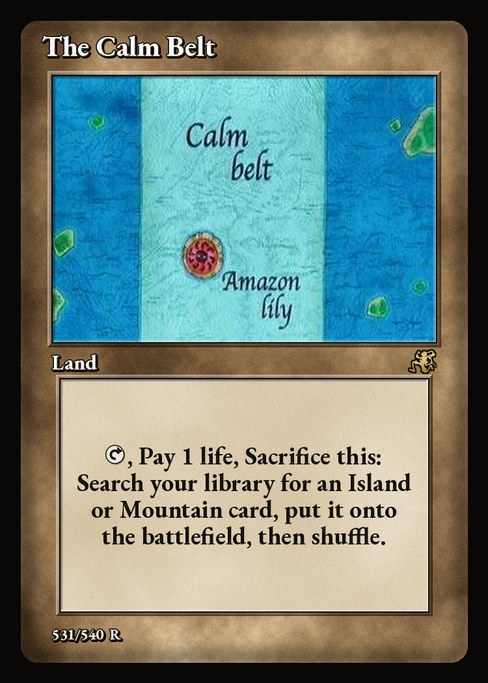 The Calm Belt
Calm
belt
Amazon
lily
Land
, Pay 1 life, Sacrifice this:
Search your library for an Island
or Mountain card, put it onto
the battlefield, then shuffle.
531/540 R